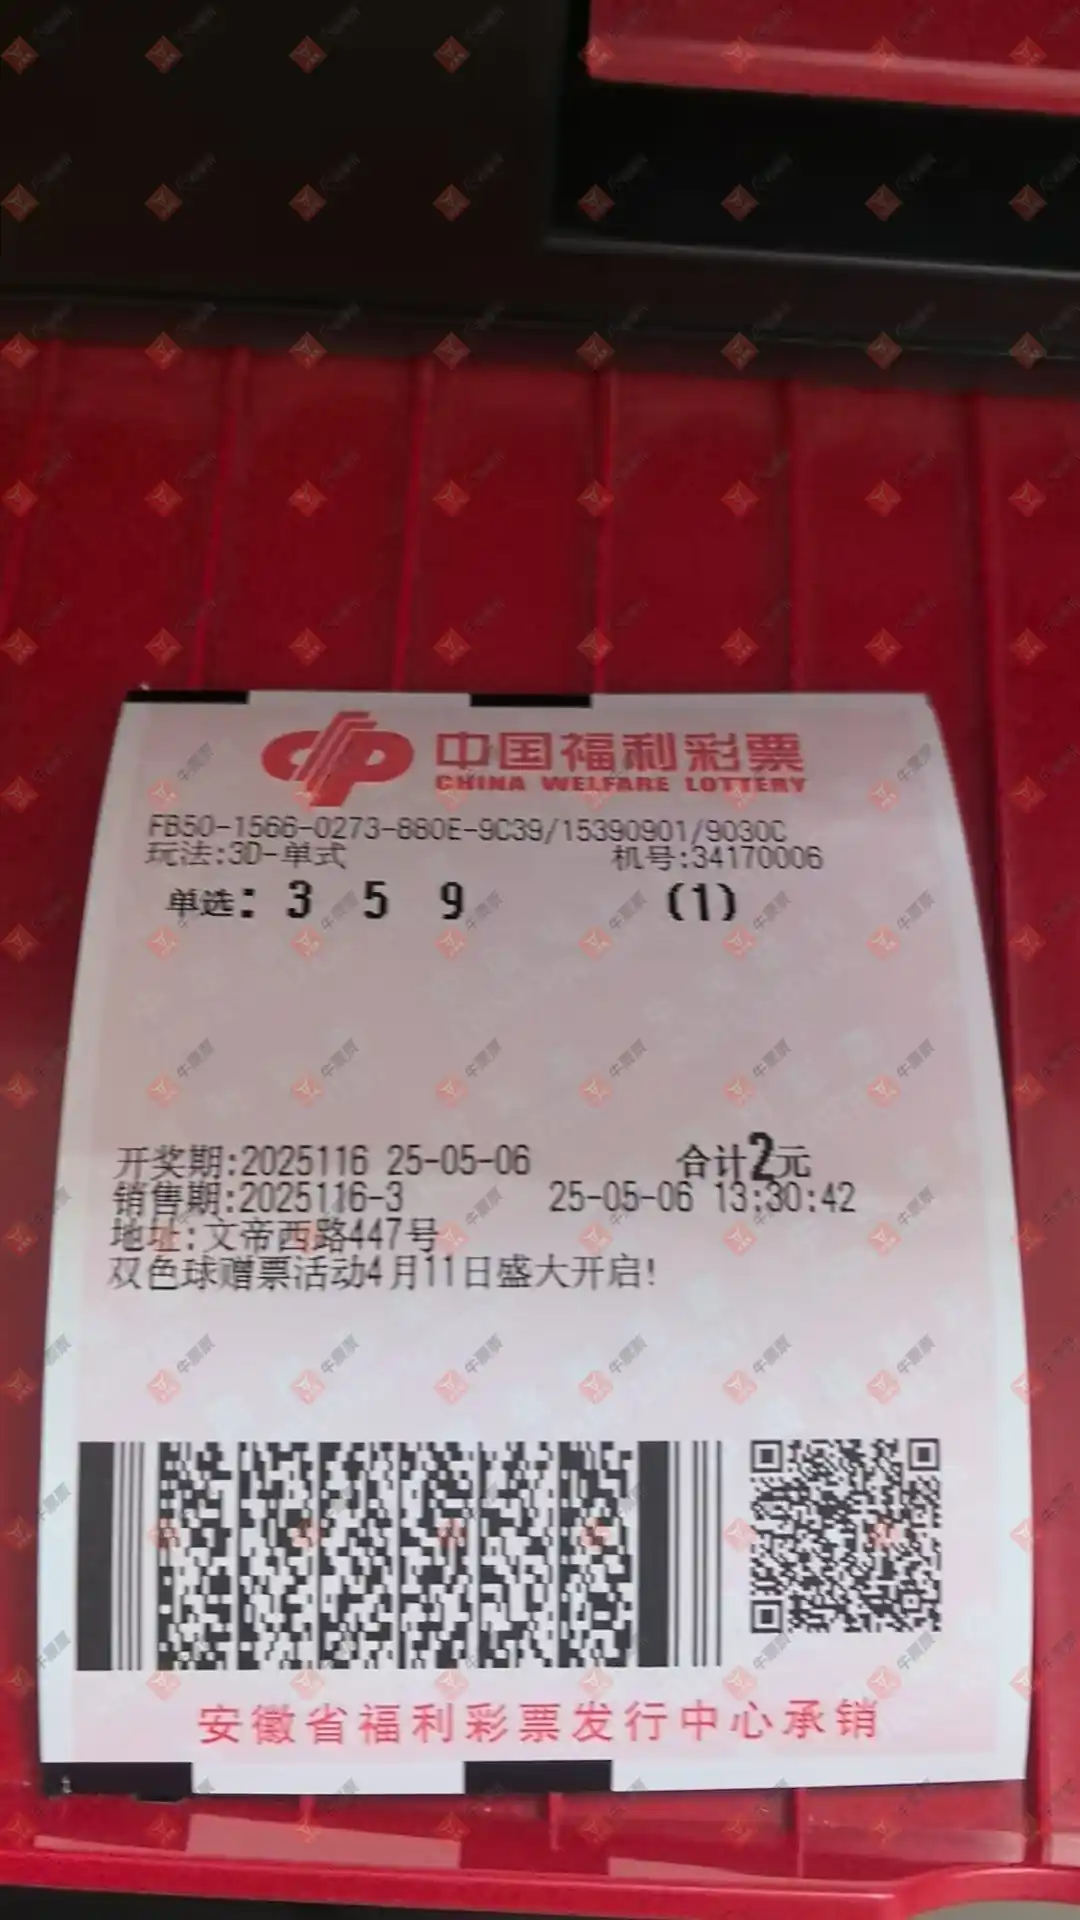 中国福利彩票
CHINA WELFARE LOTTERY
FB50-1566-0273-860E-9C39/15390901/9030C
玩法:3D-单式 机号:34170006
单选: 3 5 9 (1)
开奖期:2025116 25-05-06 合计2元
销售期:2025116-3 25-05-06 13:30:42
地址:文帝西路447号
双色球赠票活动4月11日盛大开启!
安徽省福利彩票发行中心承销
牛票票